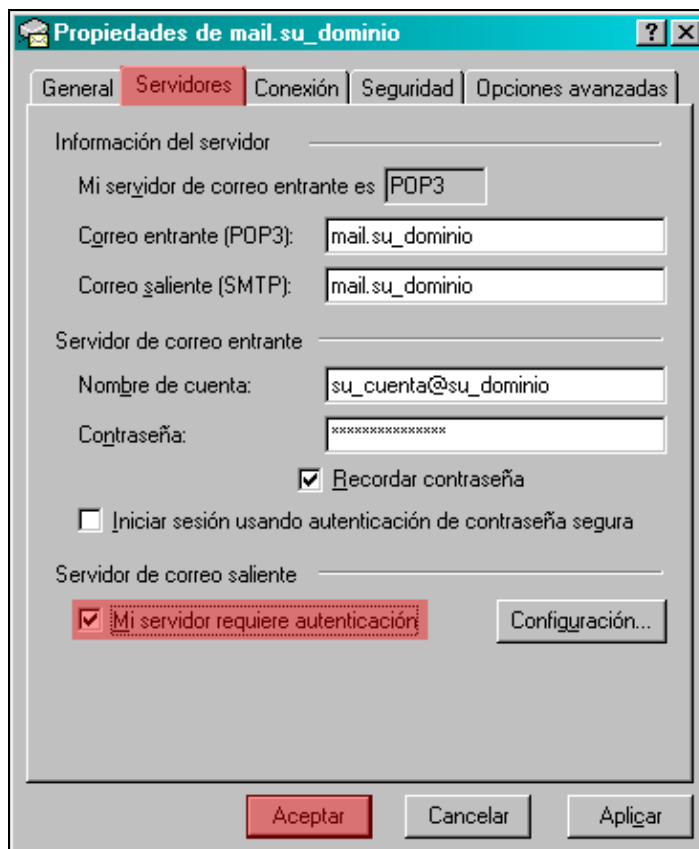 Propiedades de mail.su_dominio
General Servidores Conexión Seguridad Opciones avanzadas
Información del servidor
Mi servidor de correo entrante es POP3
Correo entrante (POP3): mail.su_dominio
Correo saliente (SMTP): mail.su_dominio
Servidor de correo entrante
Nombre de cuenta: su_cuenta@su_dominio
Contraseña: ***************
Recordar contraseña
Iniciar sesión usando autenticación de contraseña segura
Servidor de correo saliente
Mi servidor requiere autenticación Configuración...
Aceptar Cancelar Aplicar